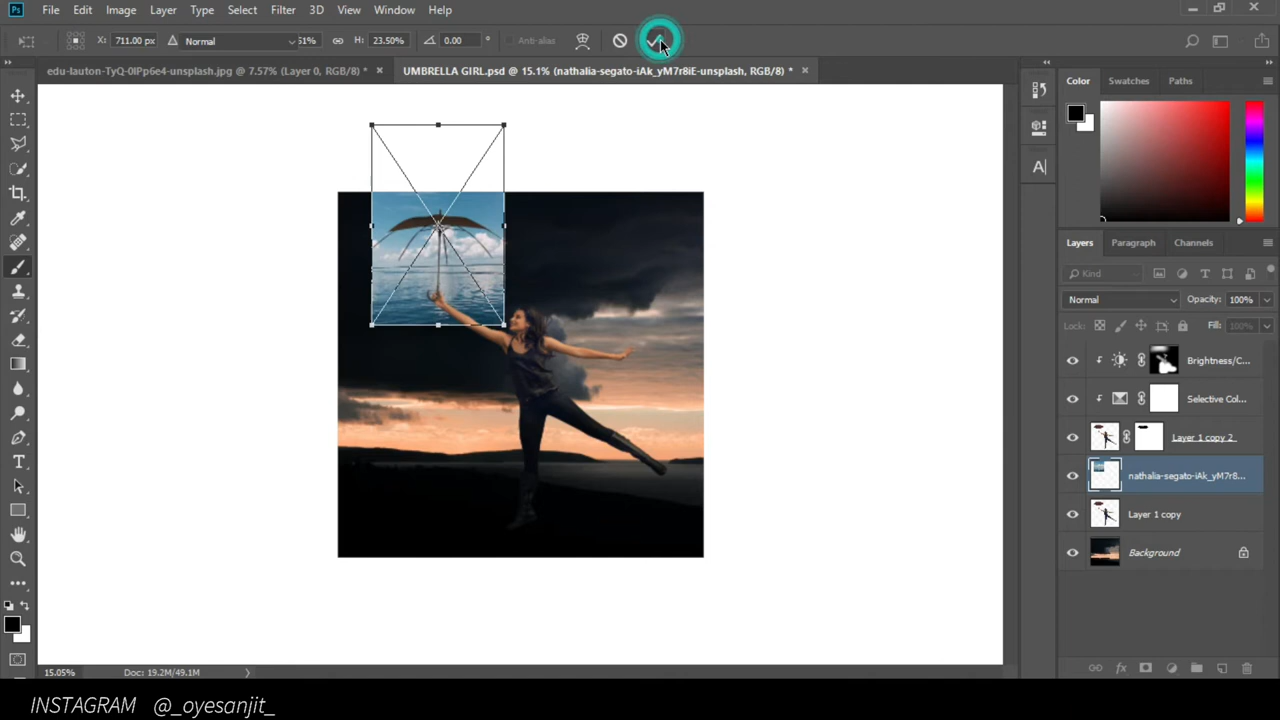 Ps File Edit Image Layer Type Select Filter 3D View Window Help
X: 711.00 px Normal 51% H: 23.50% 0.00 ° Anti-alias
edu-lauton-TyQ-0lPp6e4-unsplash.jpg @ 7.57% (Layer 0, RGB/8) * × UMBRELLA GIRL.psd @ 15.1% (nathalia-segato-iAk_yM7r8iE-unsplash, RGB/8) * ×
Color Swatches Paths
A
T
Layers Paragraph Channels
Kind T
Normal Opacity: 100%
Lock: Fill: 100%
Brightness/C...
Selective Col...
Layer 1 copy 2
nathalia-segato-iAk_yM7r8...
Layer 1 copy
Background
fx
15.05% Doc: 19.2M/49.1M
INSTAGRAM @_oyesanjit_